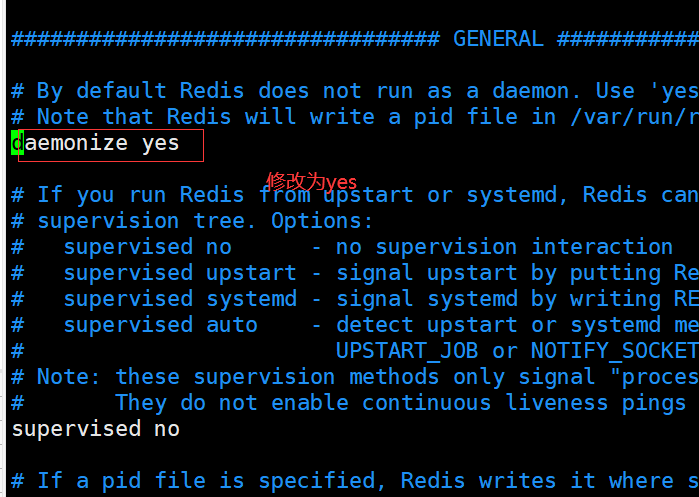 ################################# GENERAL ###########
# By default Redis does not run as a daemon. Use 'yes
# Note that Redis will write a pid file in /var/run/r
daemonize yes
修改为yes
# If you run Redis from upstart or systemd, Redis can
# supervision tree. Options:
#   supervised no      - no supervision interaction
#   supervised upstart - signal upstart by putting Re
#   supervised systemd - signal systemd by writing RE
#   supervised auto    - detect upstart or systemd me
#                        UPSTART_JOB or NOTIFY_SOCKET
# Note: these supervision methods only signal "proces
#       They do not enable continuous liveness pings
supervised no
# If a pid file is specified, Redis writes it where s